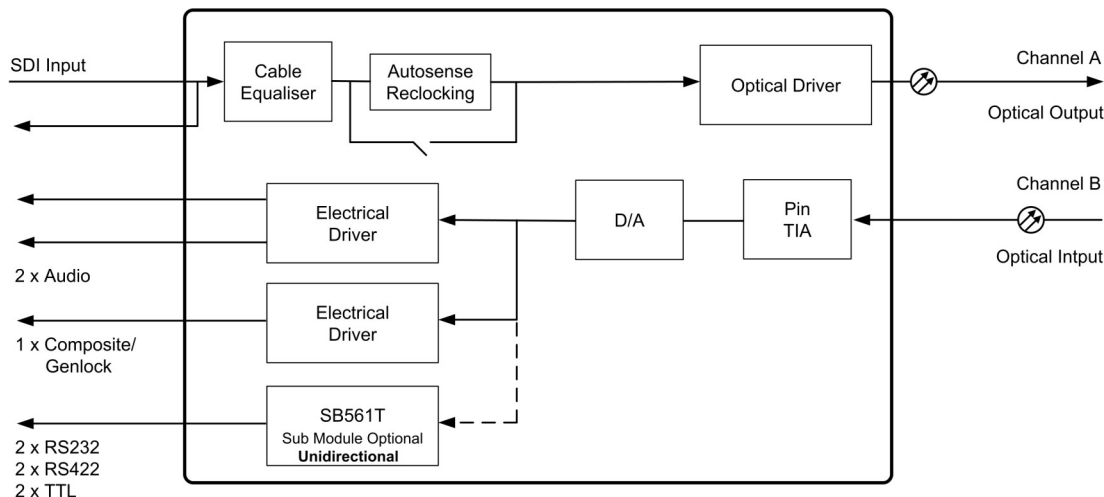 SDI Input
Cable
Equaliser
Autosense
Reclocking
Optical Driver
Channel A
Optical Output
Electrical
Driver
D/A
Pin
TIA
Channel B
Optical Intput
2 x Audio
Electrical
Driver
1 x Composite/
Genlock
SB561T
Sub Module Optional
Unidirectional
2 x RS232
2 x RS422
2 x TTL